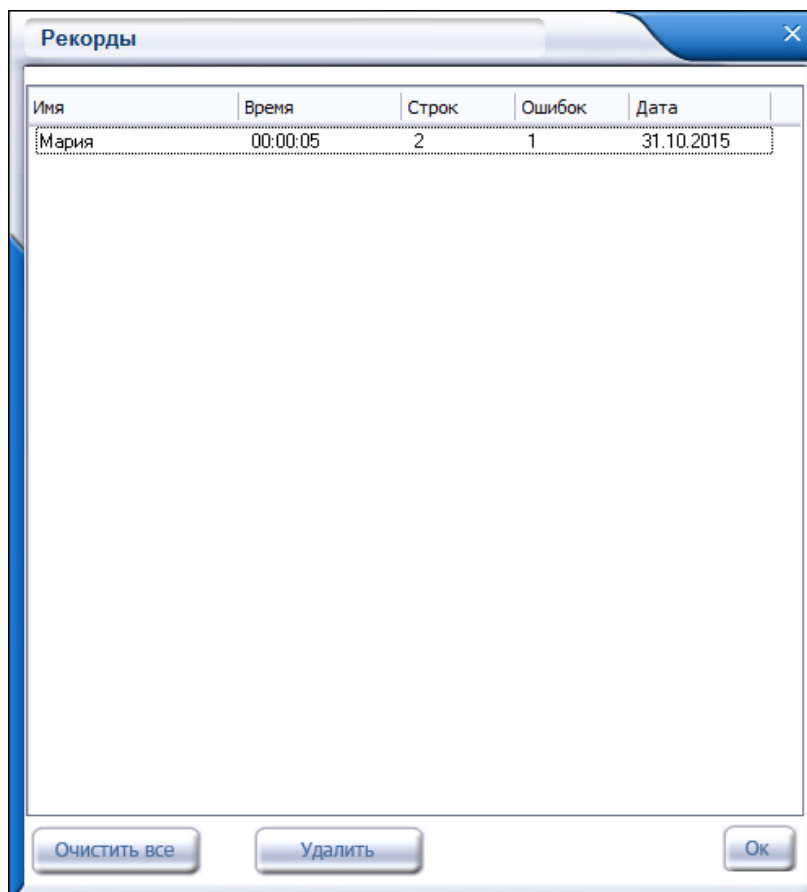 Рекорды
Имя Время Строк Ошибок Дата
Мария 00:00:05 2 1 31.10.2015
Очистить все Удалить Ок